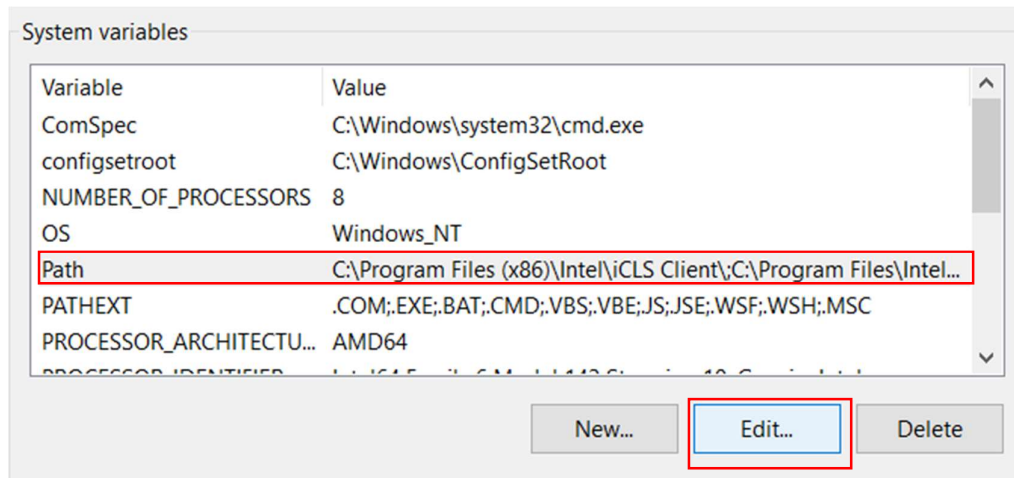 System variables
Variable Value
ComSpec C:\Windows\system32\cmd.exe
configsetroot C:\Windows\ConfigSetRoot
NUMBER_OF_PROCESSORS 8
OS Windows_NT
Path C:\Program Files (x86)\Intel\iCLS Client\;C:\Program Files\Intel...
PATHEXT .COM;.EXE;.BAT;.CMD;.VBS;.VBE;.JS;.JSE;.WSF;.WSH;.MSC
PROCESSOR_ARCHITECTU... AMD64
New... Edit... Delete